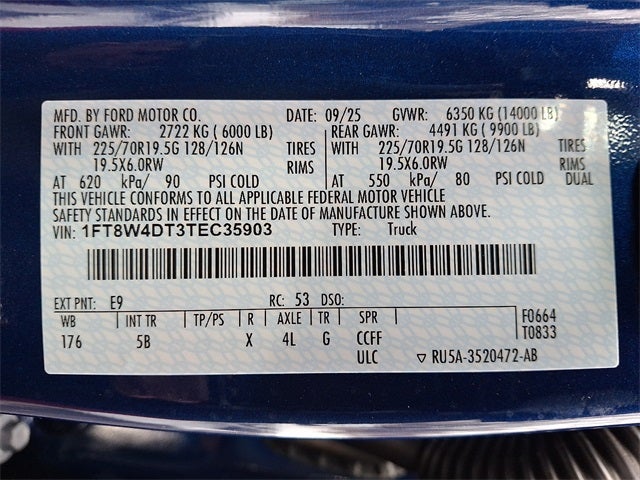 MFD. BY FORD MOTOR CO. DATE: 09/25 GVWR: 6350 KG (14000 LB)
FRONT GAWR: 2722 KG ( 6000 LB) REAR GAWR: 4491 KG ( 9900 LB)
WITH 225/70R19.5G 128/126N TIRES WITH 225/70R19.5G 128/126N TIRES
19.5X6.0RW RIMS 19.5X6.0RW RIMS
AT 620 kPa/ 90 PSI COLD AT 550 kPa/ 80 PSI COLD DUAL
THIS VEHICLE CONFORMS TO ALL APPLICABLE FEDERAL MOTOR VEHICLE
SAFETY STANDARDS IN EFFECT ON THE DATE OF MANUFACTURE SHOWN ABOVE.
VIN: 1FT8W4DT3TEC35903 TYPE: Truck
EXT PNT: E9 RC: 53 DSO:
WB INT TR TP/PS R AXLE TR SPR F0664
176 5B X 4L G CCFF T0833
ULC ▽ RU5A-3520472-AB